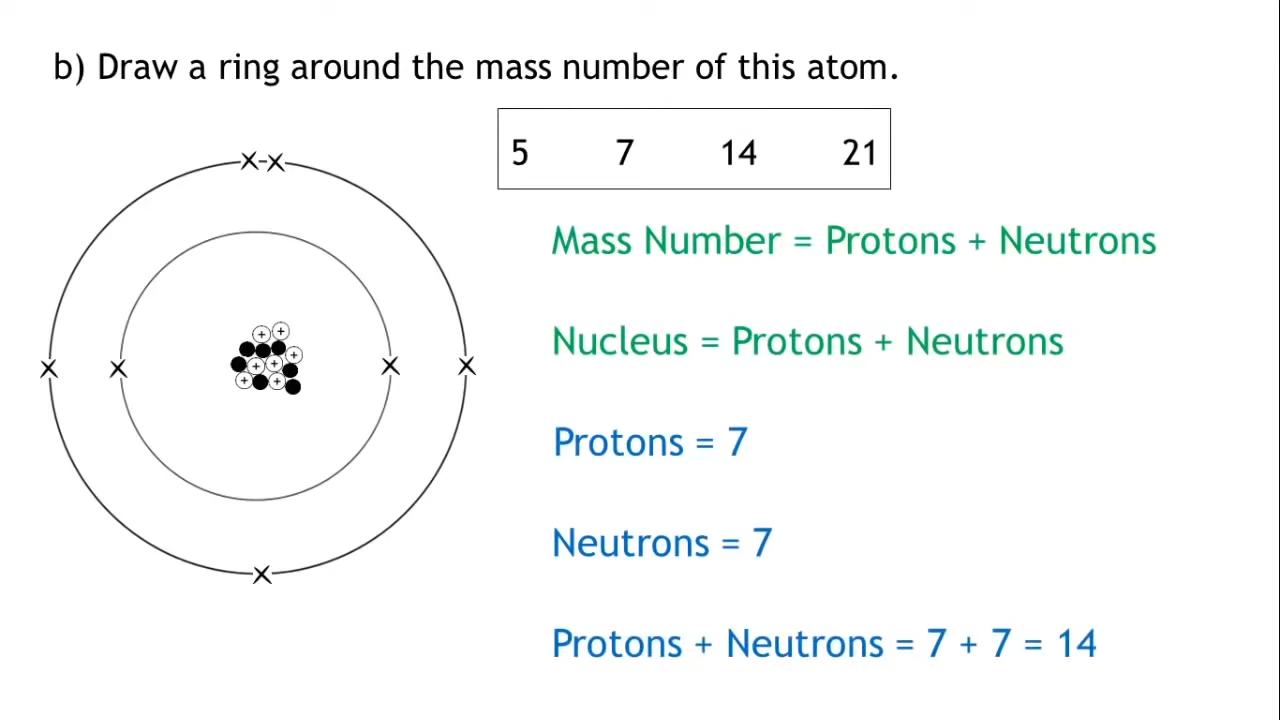 b) Draw a ring around the mass number of this atom.
5 7 14 21
Mass Number = Protons + Neutrons
Nucleus = Protons + Neutrons
Protons = 7
Neutrons = 7
Protons + Neutrons = 7 + 7 = 14